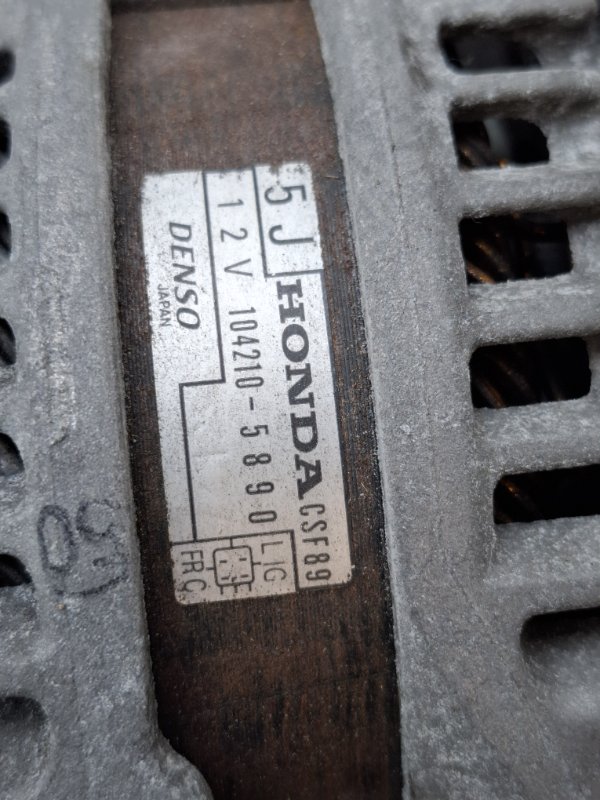 5J HONDA CSF89
12V 104210-5890
DENSO
JAPAN
L IG
E
FR C